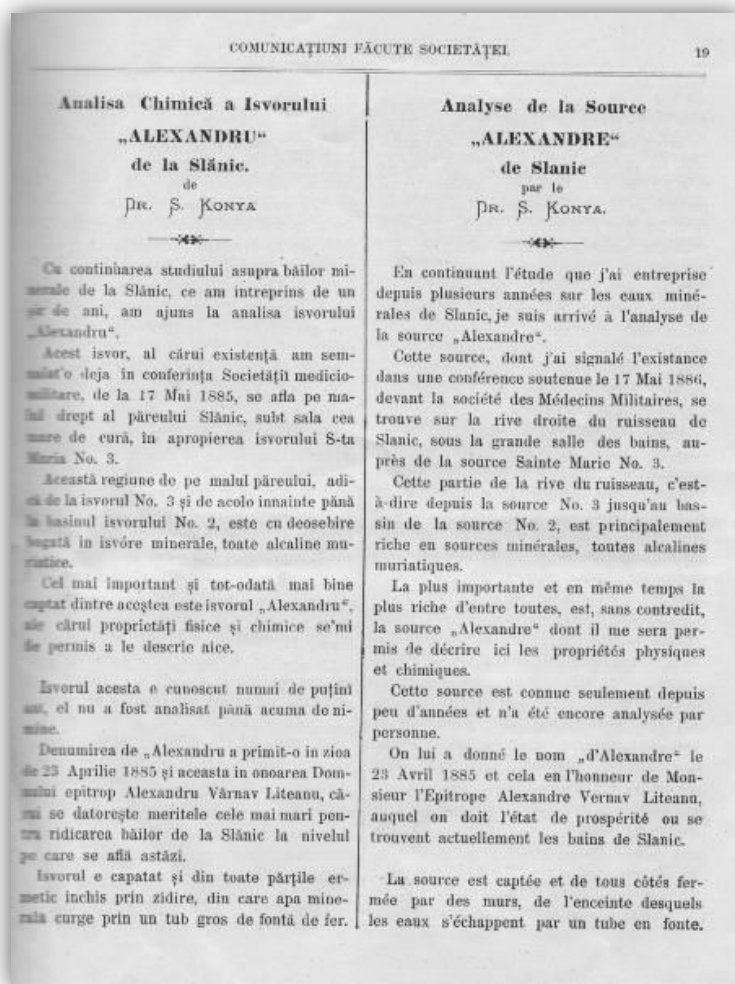 COMUNICAȚIUNI FĂCUTE SOCIETĂȚEI. 19
Analisa Chimică a Isvorului
„ALEXANDRU“
de la Slănic.
de
DR. S. KONYA
Cu continuarea studiului asupra băilor mi-
nerale de la Slănic, ce am intreprins de un
șir de ani, am ajuns la analisa isvorului
„Alexandru“.
Acest isvor, al cărui existență am sem-
nalat'o deja in conferința Societății medicio-
militare, de la 17 Mai 1885, se afla pe ma-
lul drept al păreului Slănic, subt sala cea
mare de cură, in apropierea isvorului S-ta
Maria No. 3.
Această regiune de pe malul păreului, adi-
că de la isvorul No. 3 și de acolo innainte până
la basinul isvorului No. 2, este cu deosebire
bogată in isvóre minerale, toate alcaline mu-
riatice.
Cel mai important și tot-odată mai bine
captat dintre aceștea este isvorul „Alexandru“,
ale cărui proprietăți fisice și chimice se'mi
fie permis a le descrie aice.
Isvorul acesta e cunoscut numai de puțini
ani, el nu a fost analisat până acuma de ni-
mine.
Denumirea de „Alexandru a primit-o in zioa
de 23 Aprilie 1885 și aceasta in onoarea Dom-
nului epitrop Alexandru Vârnav Liteanu, că-
rui se datorește meritele cele mai mari pen-
tru ridicarea băilor de la Slănic la nivelul
pe care se află astăzi.
Isvorul e capatat și din toate părțile er-
metic inchis prin zidire, din care apa mine-
rala curge prin un tub gros de fontă de fer.
Analyse de la Source
„ALEXANDRE“
de Slanic
par le
DR. S. KONYA.
En continuant l'étude que j'ai entreprise
depuis plusieurs années sur les eaux miné-
rales de Slanic, je suis arrivé à l'analyse de
la source „Alexandre“.
Cette source, dont j'ai signalé l'existance
dans une conférence soutenue le 17 Mai 1886,
devant la société des Médecins Militaires, se
trouve sur la rive droite du ruisseau de
Slanic, sous la grande salle des bains, au-
près de la source Sainte Marie No. 3.
Cette partie de la rive du ruisseau, c'est-
à-dire depuis la source No. 3 jusqu'au bas-
sin de la source No. 2, est principalement
riche en sources minérales, toutes alcalines
muriatiques.
La plus importante et en même temps la
plus riche d'entre toutes, est, sans contredit,
la source „Alexandre“ dont il me sera per-
mis de décrire ici les propriétés physiques
et chimiques.
Cette source est connue seulement depuis
peu d'années et n'a été encore analysée par
personne.
On lui a donné le nom „d'Alexandre“ le
23 Avril 1885 et cela en l'honneur de Mon-
sieur l'Epitrope Alexandre Vernav Liteanu,
auquel on doit l'état de prospérité ou se
trouvent actuellement les bains de Slanic.
La source est captée et de tous côtés fer-
mée par des murs, de l'enceinte desquels
les eaux s'échappent par un tube en fonte.